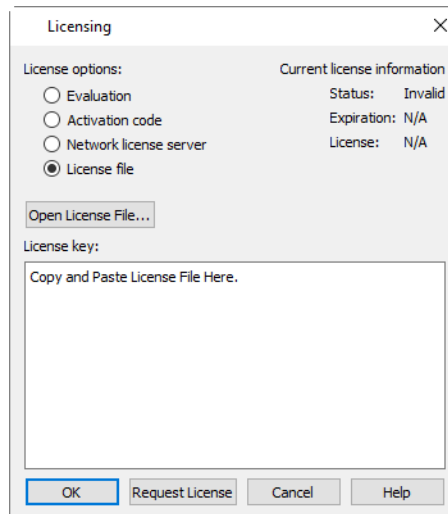 Licensing
License options:
Evaluation
Activation code
Network license server
License file
Current license information
Status: Invalid
Expiration: N/A
License: N/A
Open License File...
License key:
Copy and Paste License File Here.
OK
Request License
Cancel
Help